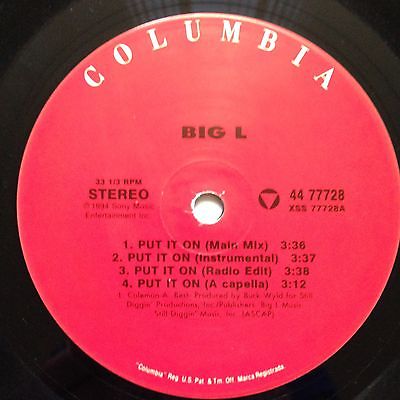 COLUMBIA
BIG L
33 1/3 RPM
STEREO
℗ 1994 Sony Music
Entertainment Inc.
44 77728
XSS 77728A
1. PUT IT ON (Main Mix) 3:36
2. PUT IT ON (Instrumental) 3:37
3. PUT IT ON (Radio Edit) 3:38
4. PUT IT ON (A capella) 3:12
L. Coleman-A. Best- Produced by Buck-Wyld for Still
Diggin' Productions, Inc./Publishers: Big L Music
Still Diggin' Music, Inc.(ASCAP)
"Columbia" Reg. U.S. Pat. & Tm. Off. Marca Registrada.